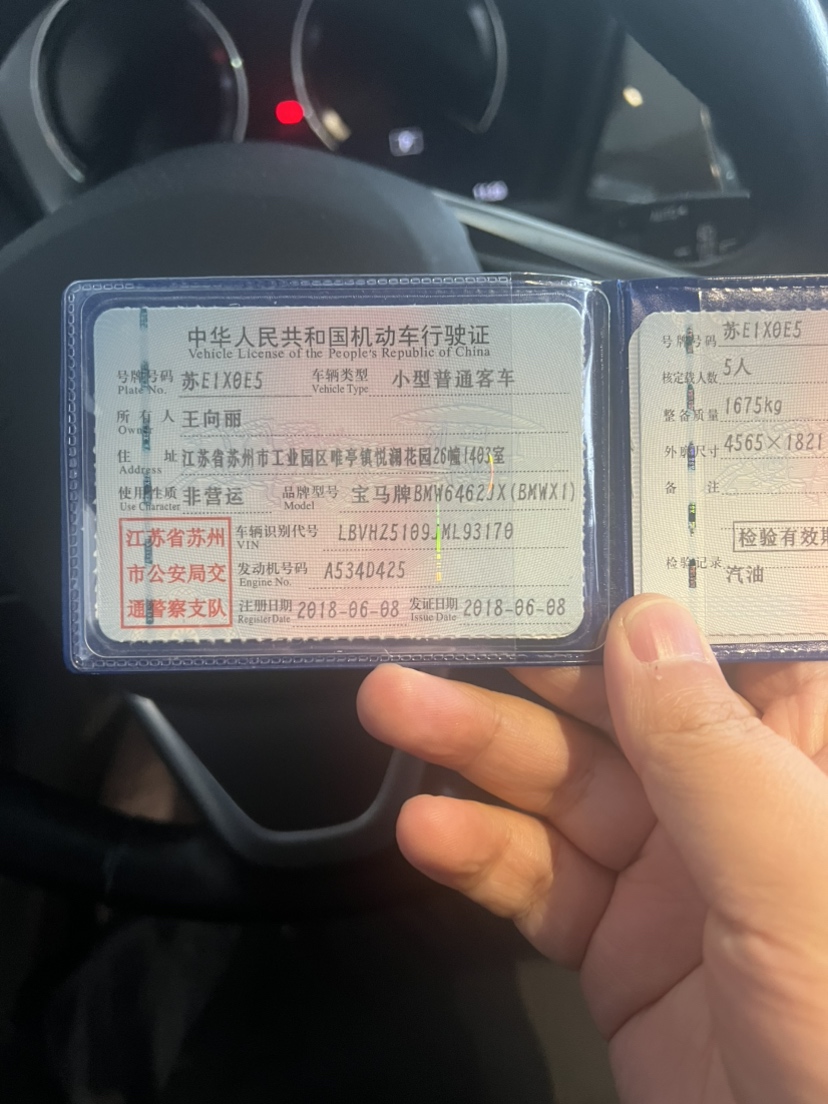 中华人民共和国机动车行驶证
Vehicle License of the People's Republic of China
号牌号码 苏E1X0E5 车辆类型 小型普通客车
Plate No. Vehicle Type
所有人 王向丽
Owner
住址 江苏省苏州市工业园区唯亭镇悦澜花园26幢1403室
Address
使用性质 非营运 品牌型号 宝马牌BMW6462JX(BMWX1)
Use Character Model
江苏省苏州
市公安局交
通警察支队
车辆识别代号 LBVHZ5109JML93170
VIN
发动机号码 A534D425
Engine No.
注册日期 2018-06-08 发证日期 2018-06-08
Register Date Issue Date
号牌号码 苏E1X0E5
核定载人数 5人
整备质量 1675kg
外廓尺寸 4565×1821
备注
检验有效期
检验记录
汽油